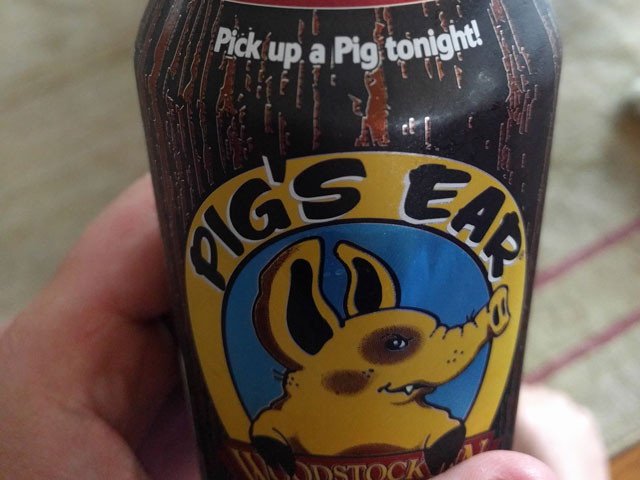 Pick up a Pig tonight!
PIG'S EAR
WOODSTOCK